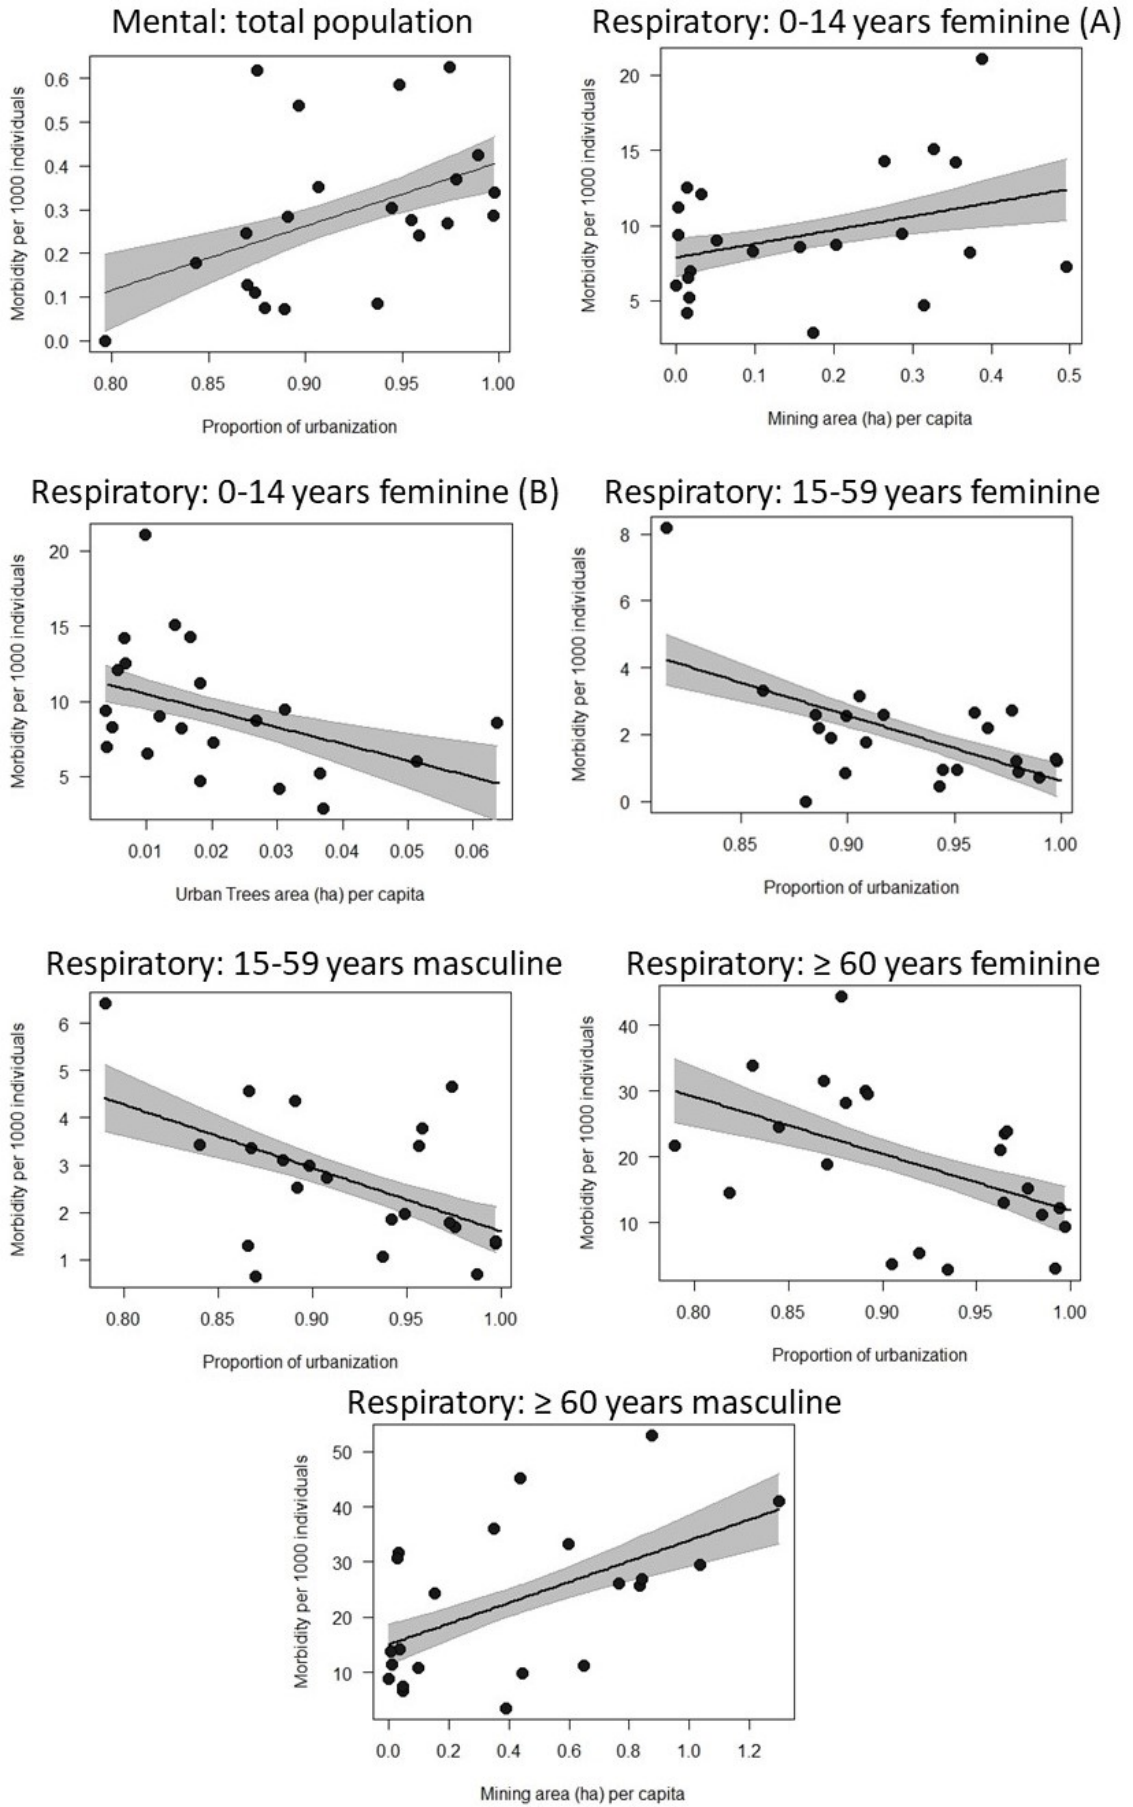 Mental: total population
Morbidity per 1000 individuals
0.6
0.5
0.4
0.3
0.2
0.1
0.0
0.80 0.85 0.90 0.95 1.00
Proportion of urbanization
Respiratory: 0-14 years feminine (A)
Morbidity per 1000 individuals
20
15
10
5
0.0 0.1 0.2 0.3 0.4 0.5
Mining area (ha) per capita
Respiratory: 0-14 years feminine (B)
Morbidity per 1000 individuals
20
15
10
5
0.01 0.02 0.03 0.04 0.05 0.06
Urban Trees area (ha) per capita
Respiratory: 15-59 years feminine
Morbidity per 1000 individuals
8
6
4
2
0
0.85 0.90 0.95 1.00
Proportion of urbanization
Respiratory: 15-59 years masculine
Morbidity per 1000 individuals
6
5
4
3
2
1
0.80 0.85 0.90 0.95 1.00
Proportion of urbanization
Respiratory: ≥ 60 years feminine
Morbidity per 1000 individuals
40
30
20
10
0.80 0.85 0.90 0.95 1.00
Proportion of urbanization
Respiratory: ≥ 60 years masculine
Morbidity per 1000 individuals
50
40
30
20
10
0.0 0.2 0.4 0.6 0.8 1.0 1.2
Mining area (ha) per capita